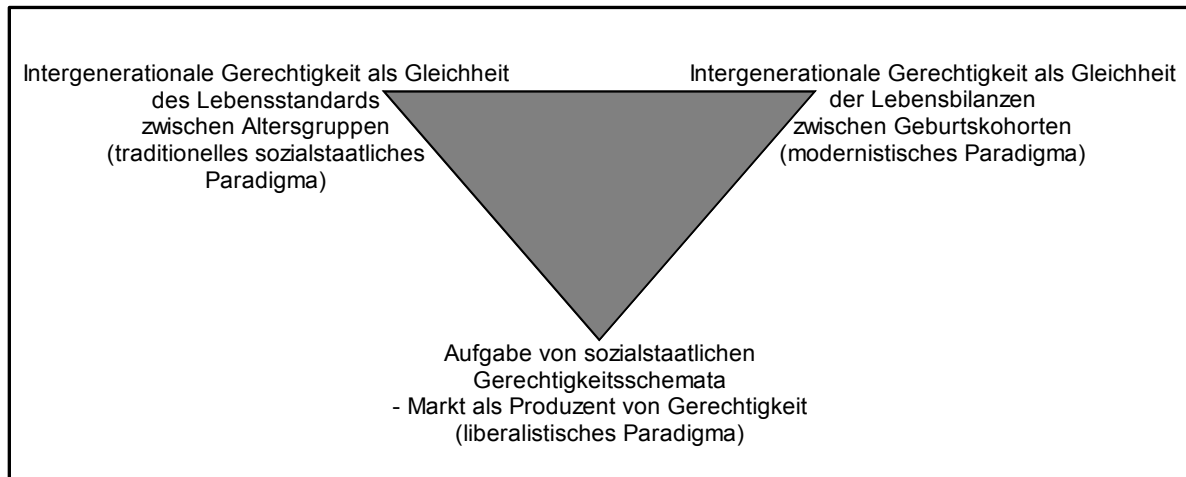 Intergenerationale Gerechtigkeit als Gleichheit
des Lebensstandards
zwischen Altersgruppen
(traditionelles sozialstaatliches
Paradigma)
Intergenerationale Gerechtigkeit als Gleichheit
der Lebensbilanzen
zwischen Geburtskohorten
(modernistisches Paradigma)
Aufgabe von sozialstaatlichen
Gerechtigkeitsschemata
- Markt als Produzent von Gerechtigkeit
(liberalistisches Paradigma)